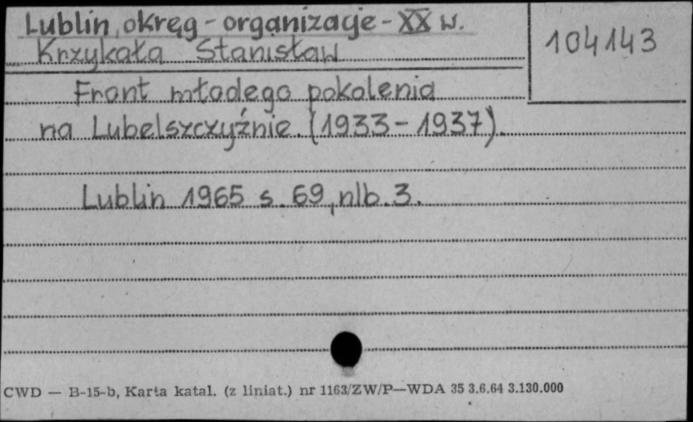 Lublin, okręg - organizacje - XX w.
104143
Krzykała Stanisław
Front młodego pokolenia
na Lubelszczyźnie. (1933 - 1937).
Lublin 1965 s. 69, nlb. 3.
CWD — B-15-b, Karta katal. (z liniat.) nr 1163/ZW/P—WDA 35 3.6.64 3.130.000